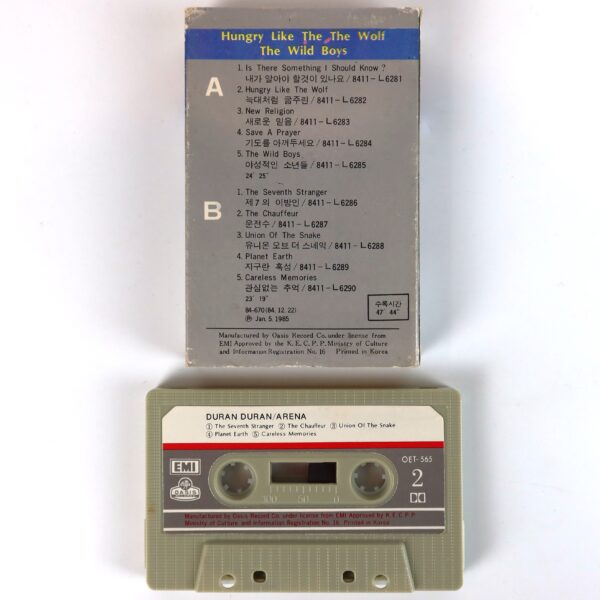 Hungry Like The The Wolf
The Wild Boys
A
1. Is There Something I Should Know ?
내가 알아야 할것이 있나요 / 8411－ㄴ6281
2. Hungry Like The Wolf
늑대처럼 굶주린 / 8411－ㄴ6282
3. New Religion
새로운 믿음 / 8411－ㄴ6283
4. Save A Prayer
기도를 아껴두세요 / 8411－ㄴ6284
5. The Wild Boys
야성적인 소년들 / 8411－ㄴ6285
24′ 25″
B
1. The Seventh Stranger
제 7 의 이방인 / 8411－ㄴ6286
2. The Chauffeur
운전수 / 8411－ㄴ6287
3. Union Of The Snake
유니온 오브 더 스네익 / 8411－ㄴ6288
4. Planet Earth
지구란 혹성 / 8411－ㄴ6289
5. Careless Memories
관심없는 추억 / 8411－ㄴ6290
23′ 19″
84-670(84. 12. 22)
Ⓟ Jan. 5. 1985
수록시간
47′ 44″
Manufactured by Oasis Record Co. under license from
EMI Approved by the K. E. C. P. P. Ministry of Culture
and Information Registration No. 16 Printed in Korea
DURAN DURAN/ARENA
① The Seventh Stranger ② The Chauffeur ③ Union Of The Snake
④ Planet Earth ⑤ Careless Memories
EMI
OASIS
OET-565
2
100 50 0
Manufactured by Oasis Record Co. under license from EMI Approved by K. E. C. P. P.
Ministry of Culture and Information Registration No. 16 Printed in Korea